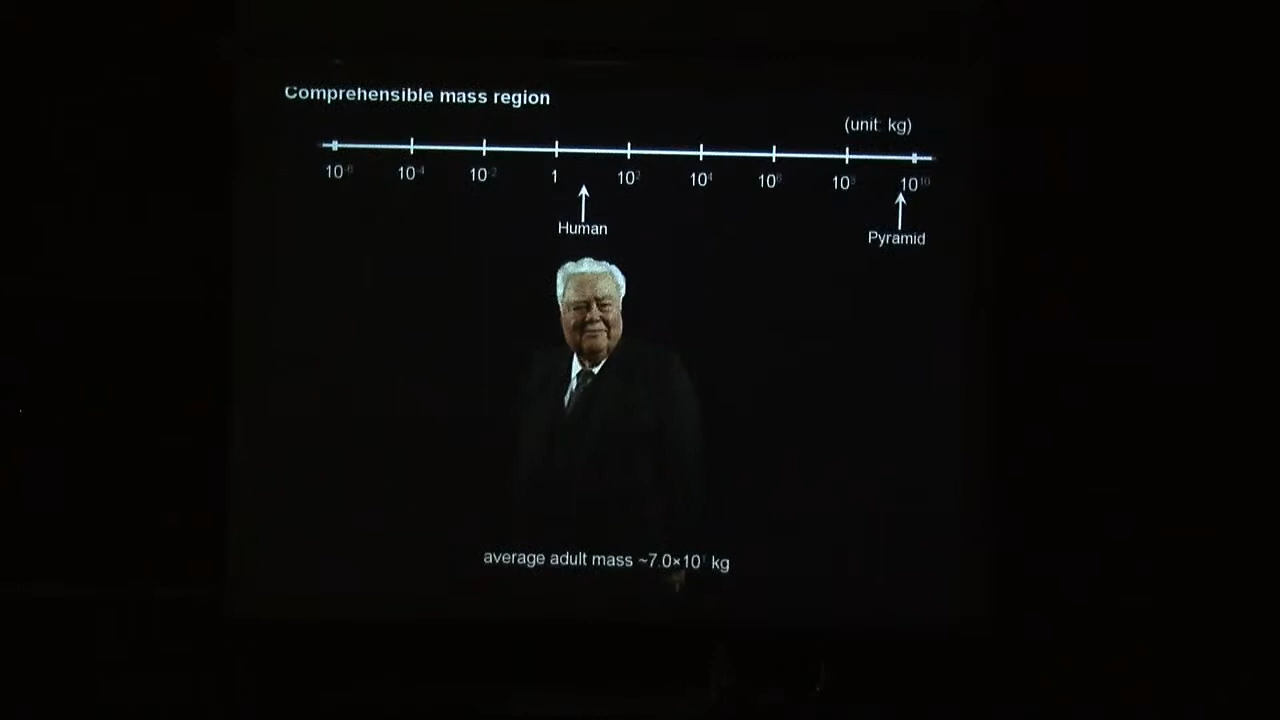 Comprehensible mass region
(unit: kg)
10⁻⁶ 10⁻⁴ 10⁻² 1 10² 10⁴ 10⁶ 10⁸ 10¹⁰
Human
Pyramid
average adult mass ~7.0×10¹ kg